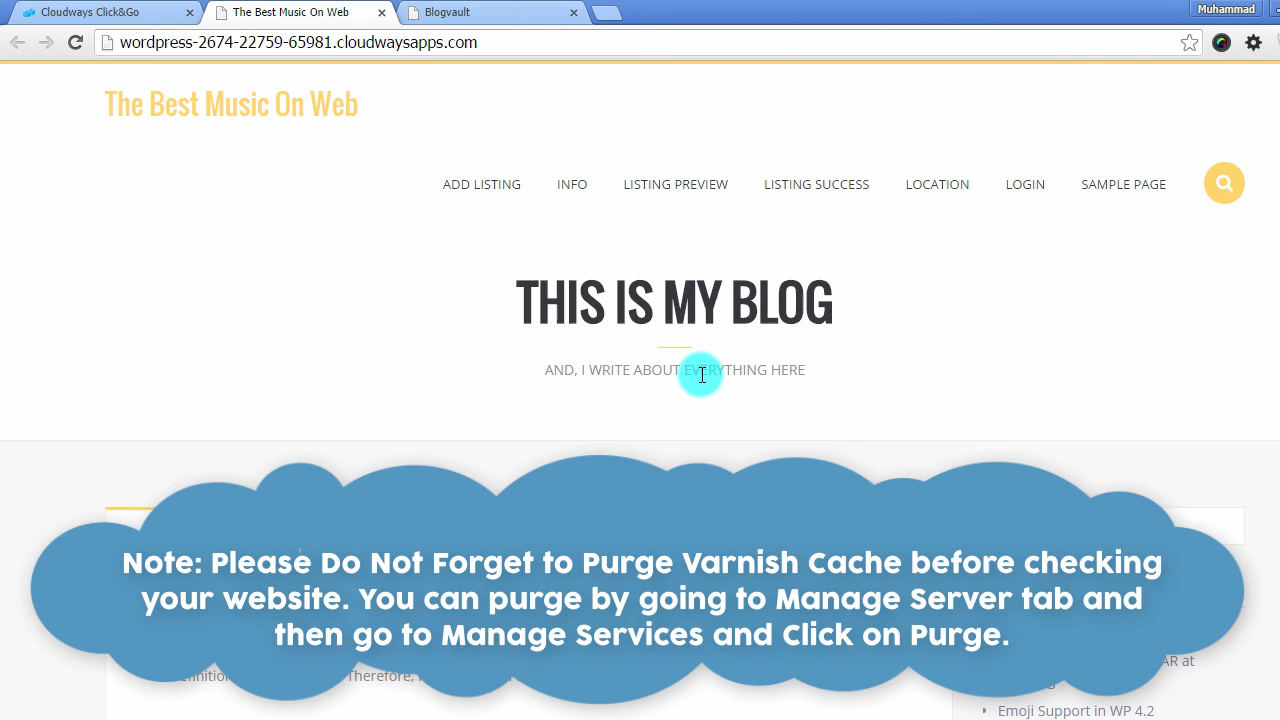 Cloudways Click&Go
The Best Music On Web
Blogvault
Muhammad
wordpress-2674-22759-65981.cloudwaysapps.com
The Best Music On Web
ADD LISTING INFO LISTING PREVIEW LISTING SUCCESS LOCATION LOGIN SAMPLE PAGE
THIS IS MY BLOG
AND, I WRITE ABOUT EVERYTHING HERE
Note: Please Do Not Forget to Purge Varnish Cache before checking
your website. You can purge by going to Manage Server tab and
then go to Manage Services and Click on Purge.
Therefore,
at
Emoji Support in WP 4.2